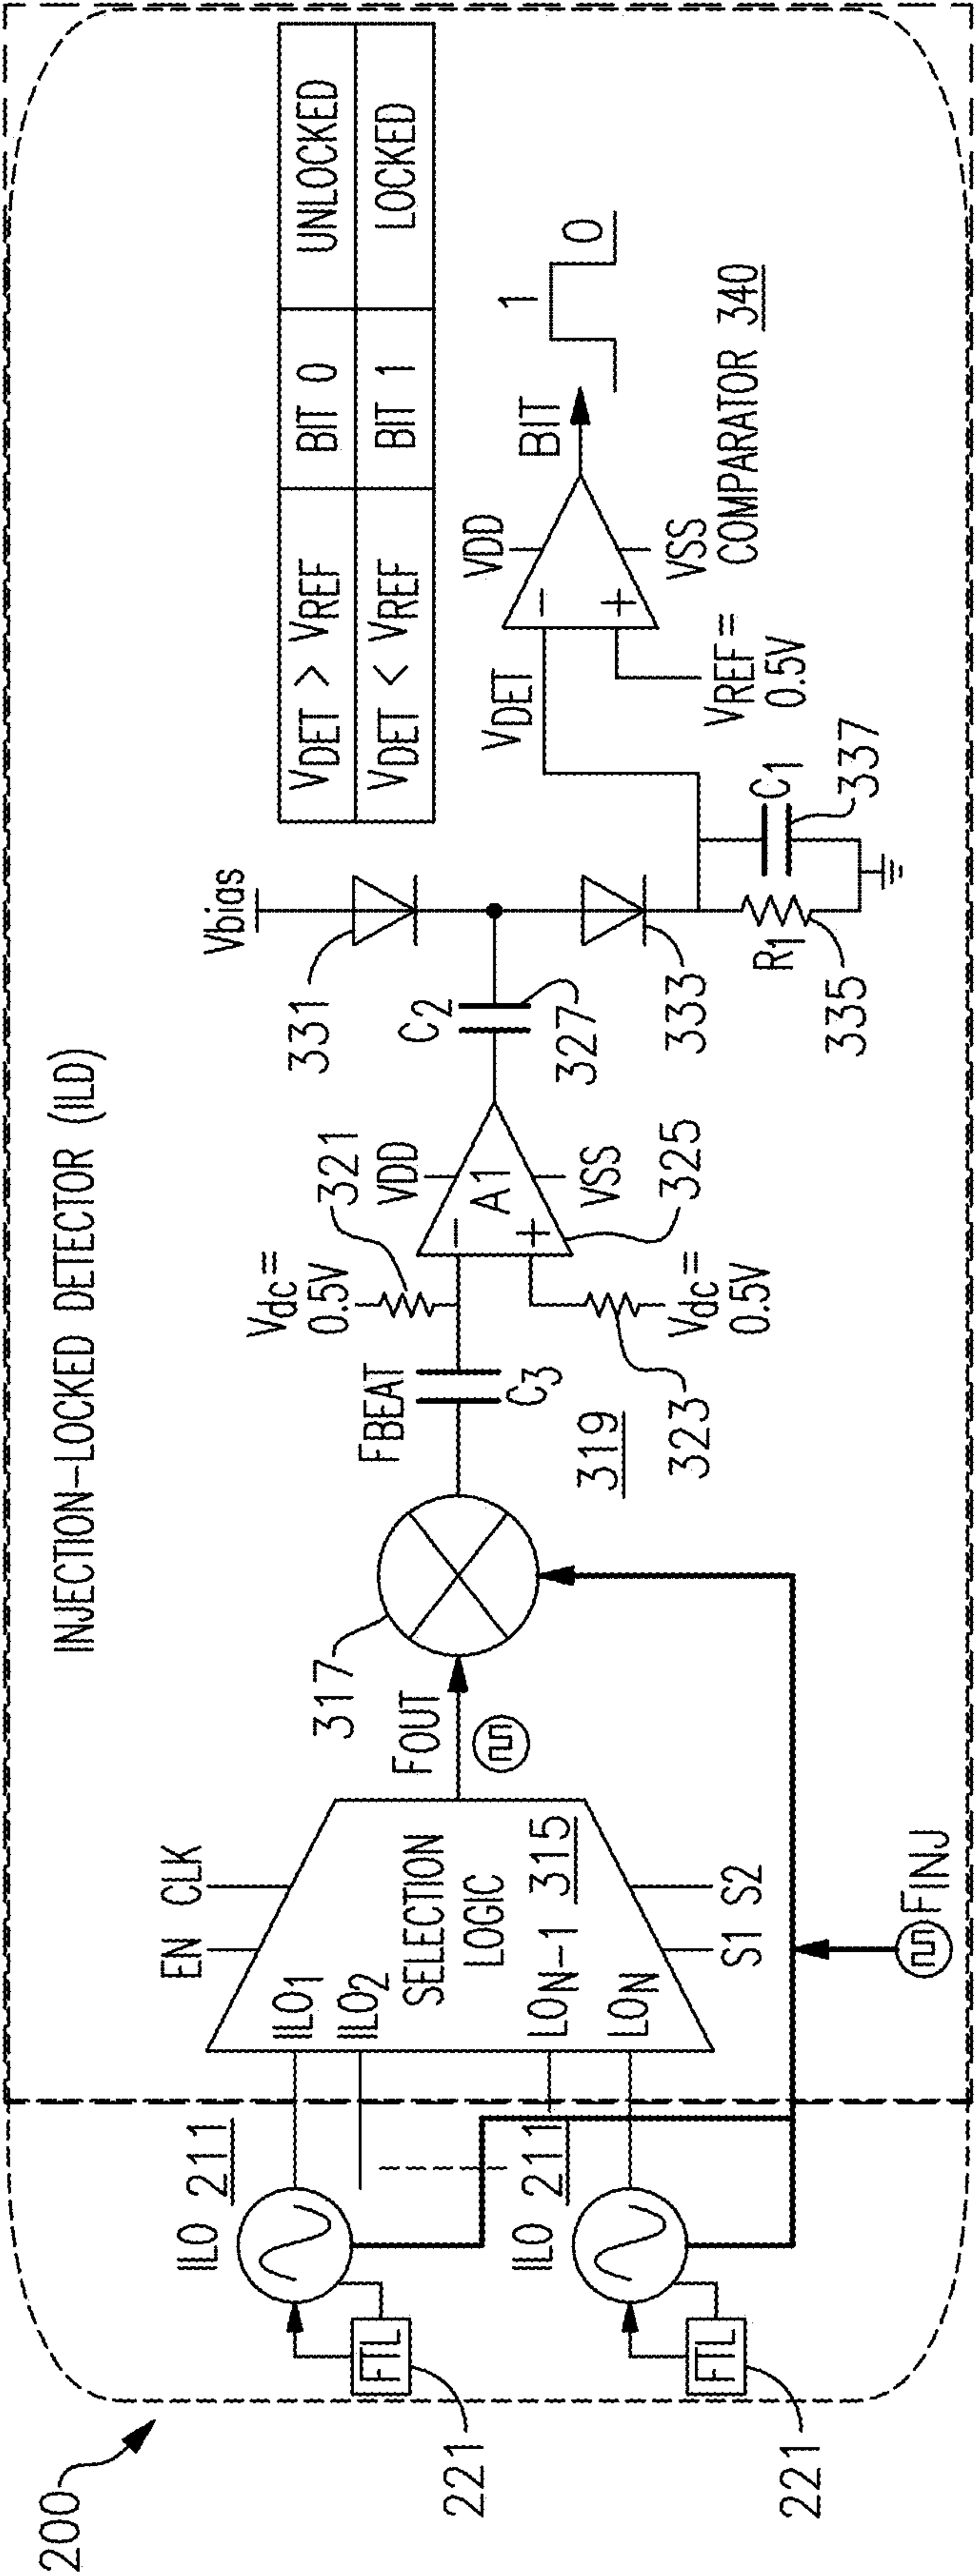 200
INJECTION-LOCKED DETECTOR (ILD)
221
FTL
ILO 211
221
FTL
ILO 211
EN CLK
ILO1
ILO2
SELECTION
LOGIC
LON-1 315
LON
S1 S2
FINJ
FOUT
317
FBEAT
C3
319
Vdc=
0.5V
321
Vdc=
0.5V
323
VDD
A1
− +
VSS
325
C2
327
Vbias
331
333
R1
335
C1
337
VDET
VREF=
0.5V
VDD
− +
VSS
COMPARATOR 340
BIT
1
0
VDET > VREF BIT 0 UNLOCKED
VDET < VREF BIT 1 LOCKED